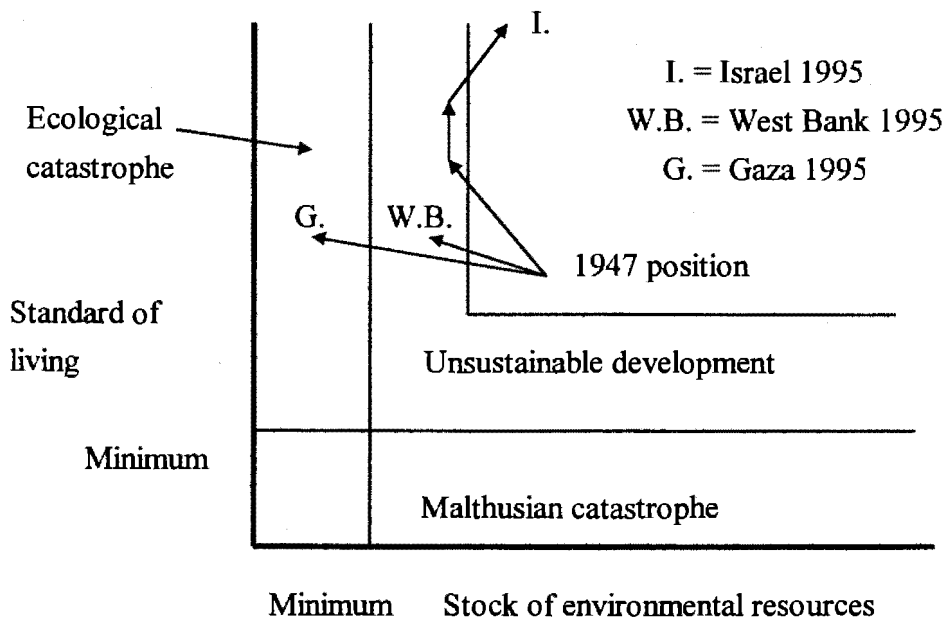 I.
I. = Israel 1995
W.B. = West Bank 1995
G. = Gaza 1995
Ecological
catastrophe
G.
W.B.
1947 position
Standard of
living
Unsustainable development
Minimum
Malthusian catastrophe
Minimum
Stock of environmental resources